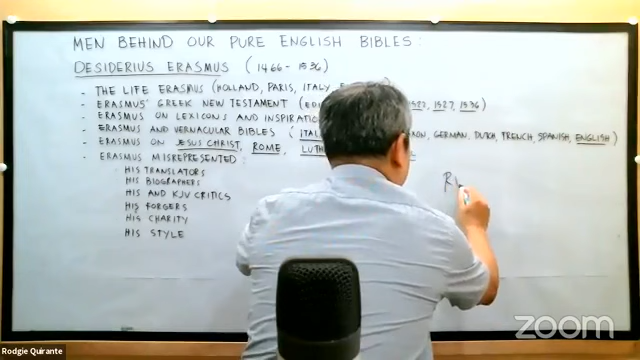 MEN BEHIND OUR PURE ENGLISH BIBLES:
DESIDERIUS ERASMUS (1466-1536)
- THE LIFE ERASMUS (HOLLAND, PARIS, ITALY,
- ERASMUS' GREEK NEW TESTAMENT ( 1522, 1527, 1536)
- ERASMUS ON LEXICONS AND
- ERASMUS AND VERNACULAR BIBLES ( GERMAN, DUTCH, FRENCH, SPANISH, ENGLISH)
- ERASMUS ON JESUS CHRIST, ROME,
- ERASMUS MISREPRESENTED:
HIS TRANSLATORS
HIS BIOGRAPHERS
HIS AND KJV CRITICS
HIS FORGERS
HIS CHARITY
HIS STYLE
Rodgie Quirante
zoom